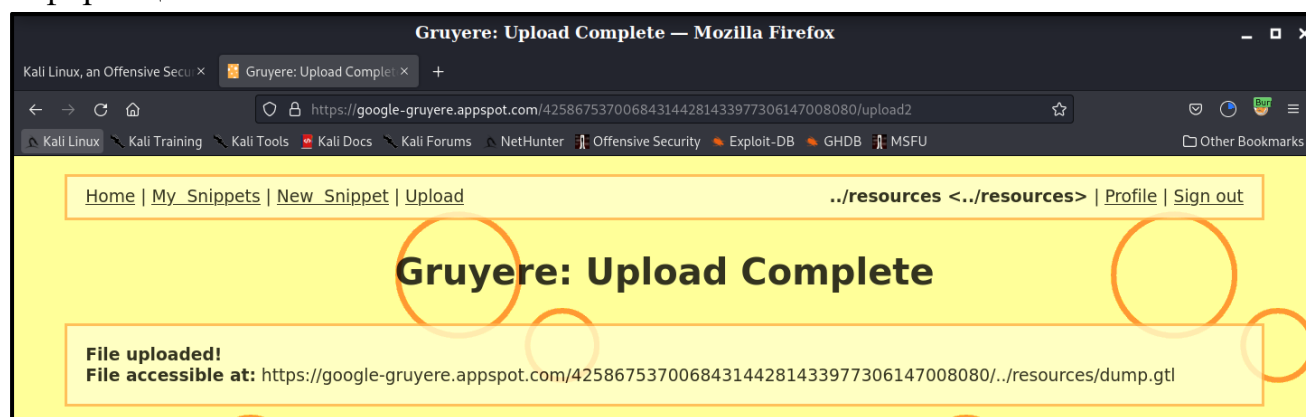 Gruyere: Upload Complete — Mozilla Firefox
Kali Linux, an Offensive Secu
Gruyere: Upload Complet
https://google-gruyere.appspot.com/425867537006843144281433977306147008080/upload2
Kali Linux Kali Training Kali Tools Kali Docs Kali Forums NetHunter Offensive Security Exploit-DB GHDB MSFU Other Bookmarks
Home | My Snippets | New Snippet | Upload ../resources <../resources> | Profile | Sign out
Gruyere: Upload Complete
File uploaded!
File accessible at: https://google-gruyere.appspot.com/425867537006843144281433977306147008080/../resources/dump.gtl